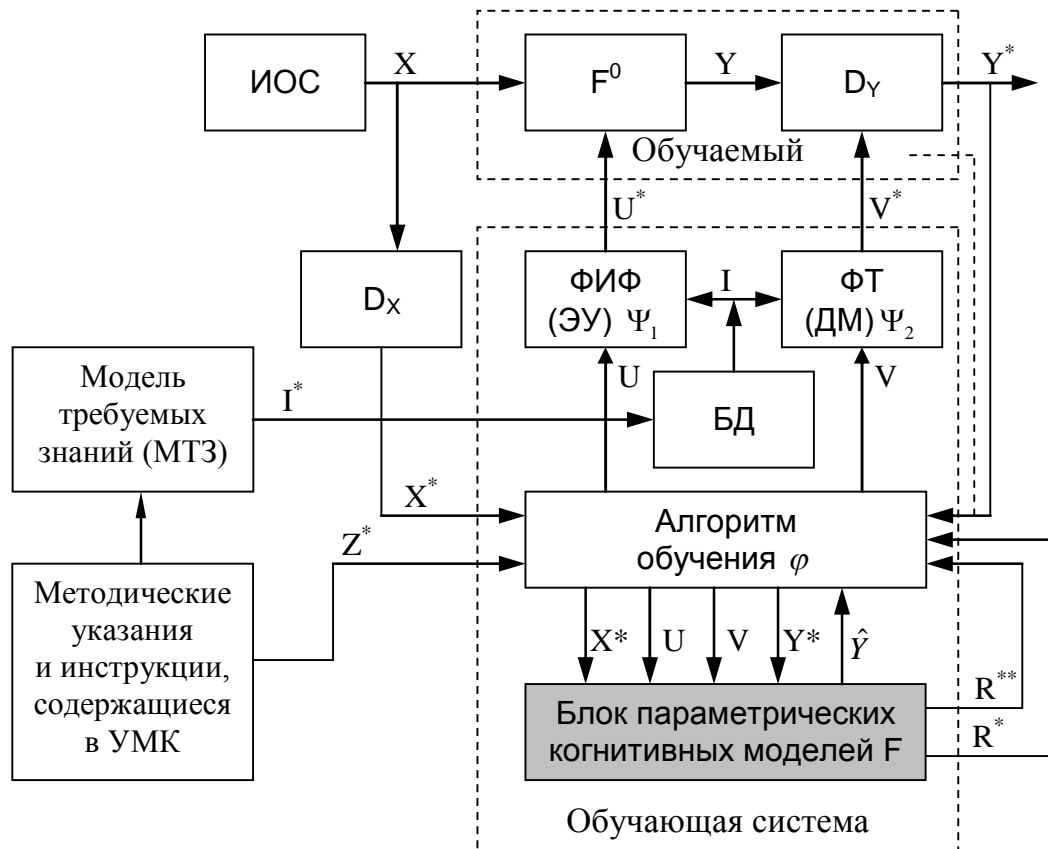 ИОС
X
F⁰
Y
D_Y
Y*
Обучаемый
U*
V*
D_X
ФИФ
(ЭУ) Ψ₁
I
ФТ
(ДМ) Ψ₂
U
V
Модель
требуемых
знаний (МТЗ)
I*
БД
X*
Алгоритм
обучения φ
Z*
Методические
указания
и инструкции,
содержащиеся
в УМК
X*
U
V
Y*
Ŷ
Блок параметрических
когнитивных моделей F
R**
R*
Обучающая система